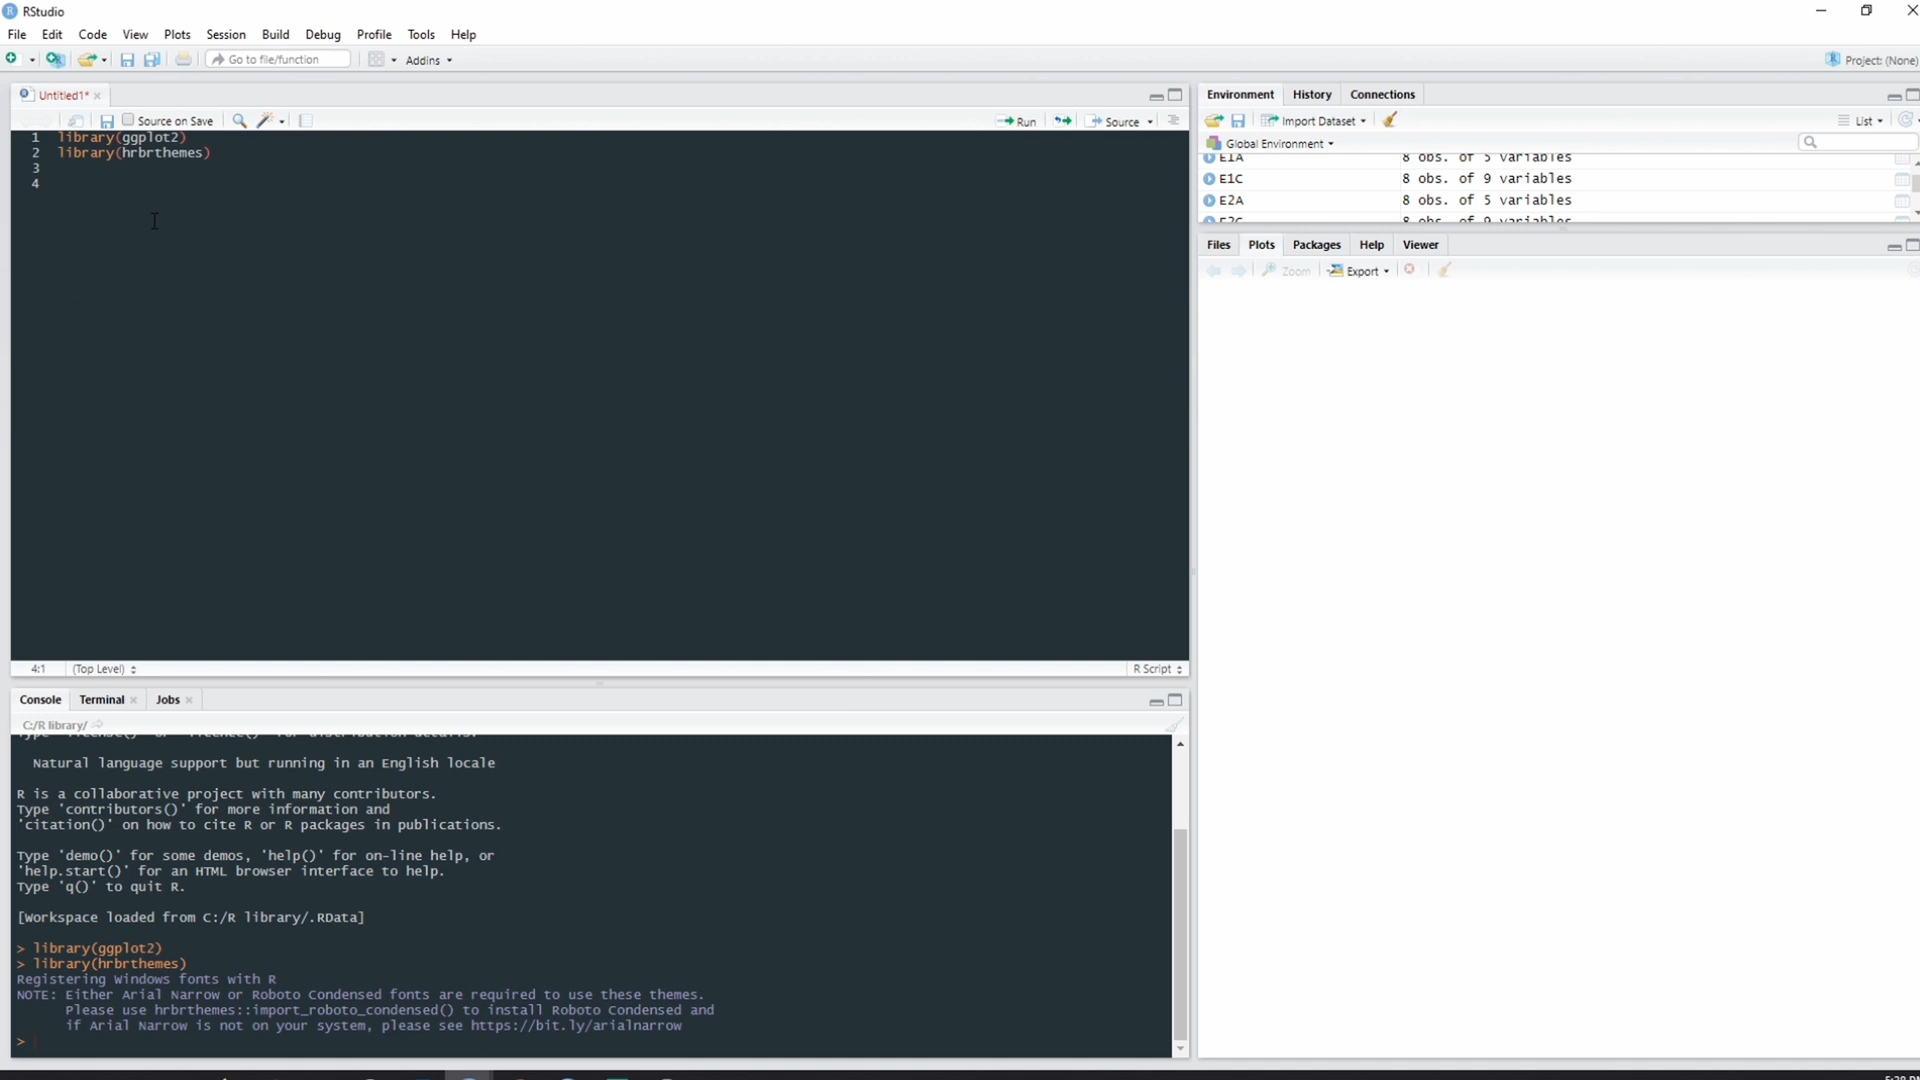 RStudio
File Edit Code View Plots Session Build Debug Profile Tools Help
Go to file/function Addins Project: (None)
Untitled1*
Source on Save Run Source
1 library(ggplot2)
2 library(hrbrthemes)
3
4
4:1 (Top Level) R Script
Console Terminal Jobs
C:/R library/
Natural language support but running in an English locale
R is a collaborative project with many contributors.
Type 'contributors()' for more information and
'citation()' on how to cite R or R packages in publications.
Type 'demo()' for some demos, 'help()' for on-line help, or
'help.start()' for an HTML browser interface to help.
Type 'q()' to quit R.
[Workspace loaded from C:/R library/.RData]
> library(ggplot2)
> library(hrbrthemes)
Registering Windows fonts with R
NOTE: Either Arial Narrow or Roboto Condensed fonts are required to use these themes.
Please use hrbrthemes::import_roboto_condensed() to install Roboto Condensed and
if Arial Narrow is not on your system, please see https://bit.ly/arialnarrow
>
Environment History Connections
Import Dataset List
Global Environment
E1A 8 obs. of 5 variables
E1C 8 obs. of 9 variables
E2A 8 obs. of 5 variables
E2C 8 obs. of 9 variables
Files Plots Packages Help Viewer
Zoom Export